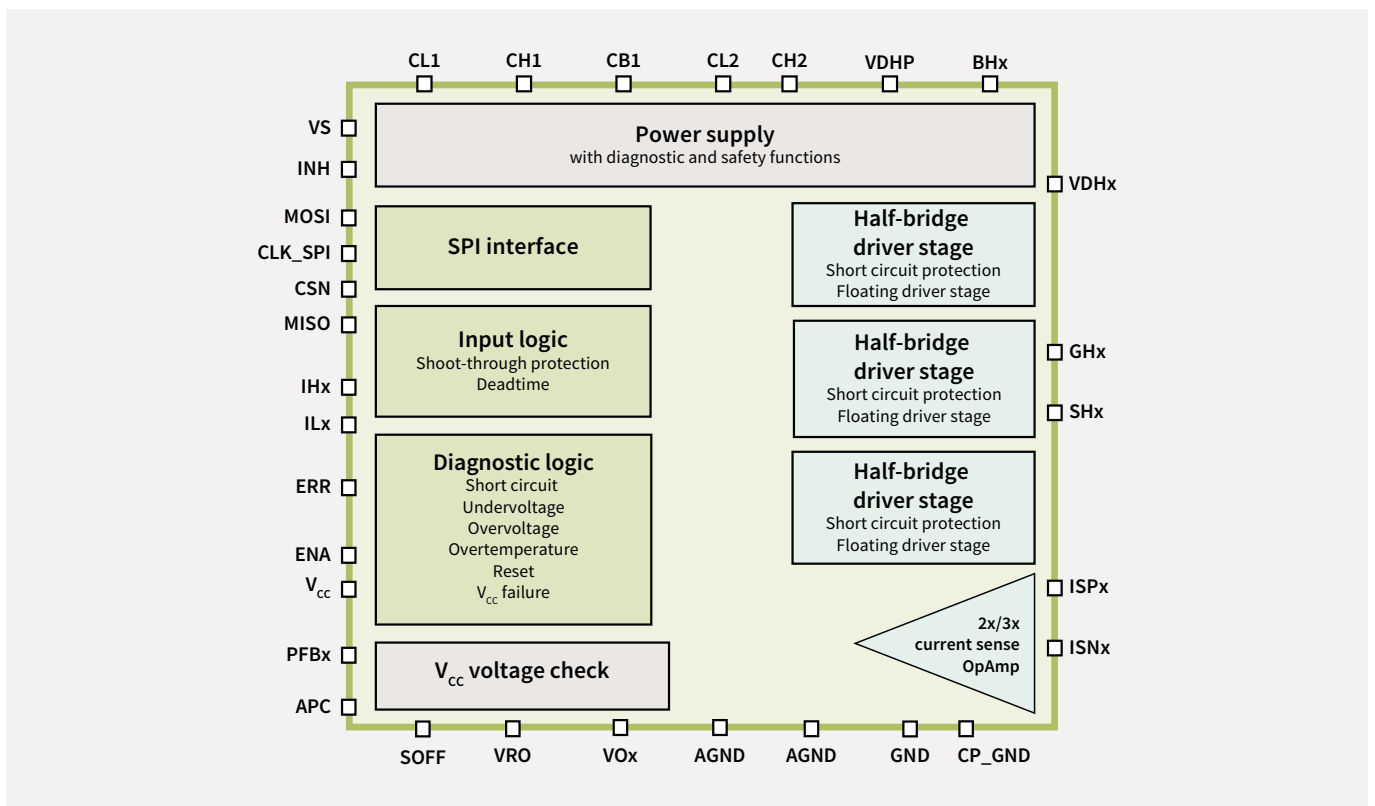 CL1
CH1
CB1
CL2
CH2
VDHP
BHx
VS
INH
MOSI
CLK_SPI
CSN
MISO
IHx
ILx
ERR
ENA
Vcc
PFBx
APC
Power supply
with diagnostic and safety functions
SPI interface
Input logic
Shoot-through protection
Deadtime
Diagnostic logic
Short circuit
Undervoltage
Overvoltage
Overtemperature
Reset
Vcc failure
Vcc voltage check
Half-bridge
driver stage
Short circuit protection
Floating driver stage
Half-bridge
driver stage
Short circuit protection
Floating driver stage
Half-bridge
driver stage
Short circuit protection
Floating driver stage
2x/3x
current sense
OpAmp
VDHx
GHx
SHx
ISPx
ISNx
SOFF
VRO
VOx
AGND
AGND
GND
CP_GND